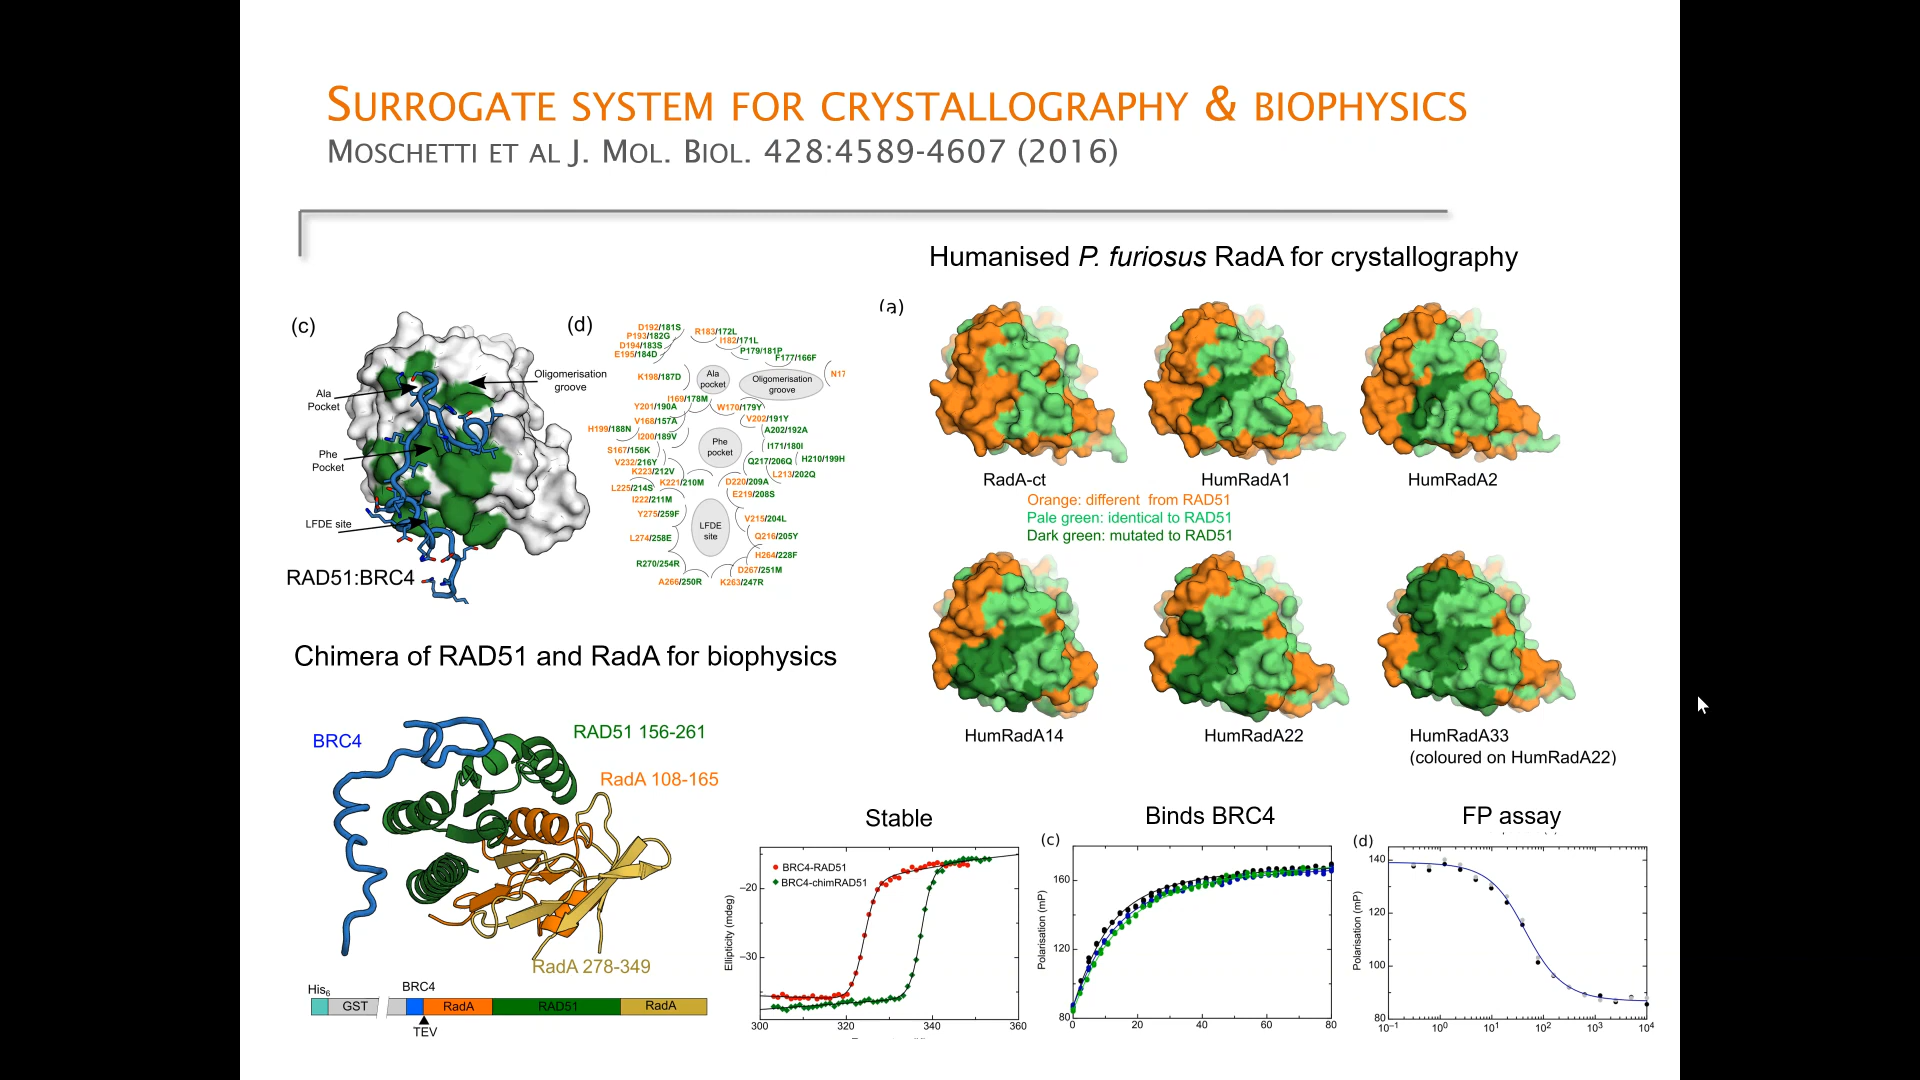 SURROGATE SYSTEM FOR CRYSTALLOGRAPHY & BIOPHYSICS
MOSCHETTI ET AL J. MOL. BIOL. 428:4589-4607 (2016)
(c)
Ala
Pocket
Phe
Pocket
LFDE site
Oligomerisation
groove
RAD51:BRC4
(d)
D192/181S
P193/182G
D194/183S
E195/184D
R183/172L
I182/171L
P179/181P
F177/166F
K198/187D
Ala
pocket
Oligomerisation
groove
N17
I169/178M
Y201/190A
W170/179Y
V168/157A
V202/191Y
H199/188N
I200/189V
A202/192A
Phe
pocket
S167/156K
I171/180I
V232/216Y
Q217/206Q
H210/199H
K223/212V
L213/202Q
K221/210M
D220/209A
L225/214S
E219/208S
I222/211M
Y275/259F
LFDE
site
V215/204L
L274/258E
Q216/205Y
H264/228F
R270/254R
D267/251M
A266/250R
K263/247R
Humanised P. furiosus RadA for crystallography
(a)
RadA-ct
HumRadA1
HumRadA2
Orange: different from RAD51
Pale green: identical to RAD51
Dark green: mutated to RAD51
HumRadA14
HumRadA22
HumRadA33
(coloured on HumRadA22)
Chimera of RAD51 and RadA for biophysics
BRC4
RAD51 156-261
RadA 108-165
RadA 278-349
His6
GST
BRC4
RadA
RAD51
RadA
TEV
Stable
BRC4-RAD51
BRC4-chimRAD51
Ellipticity (mdeg)
−20
−30
300
320
340
360
Binds BRC4
(c)
Polarisation (mP)
160
120
80
0
20
40
60
80
FP assay
(d)
Polarisation (mP)
140
120
100
80
10−1
100
101
102
103
104